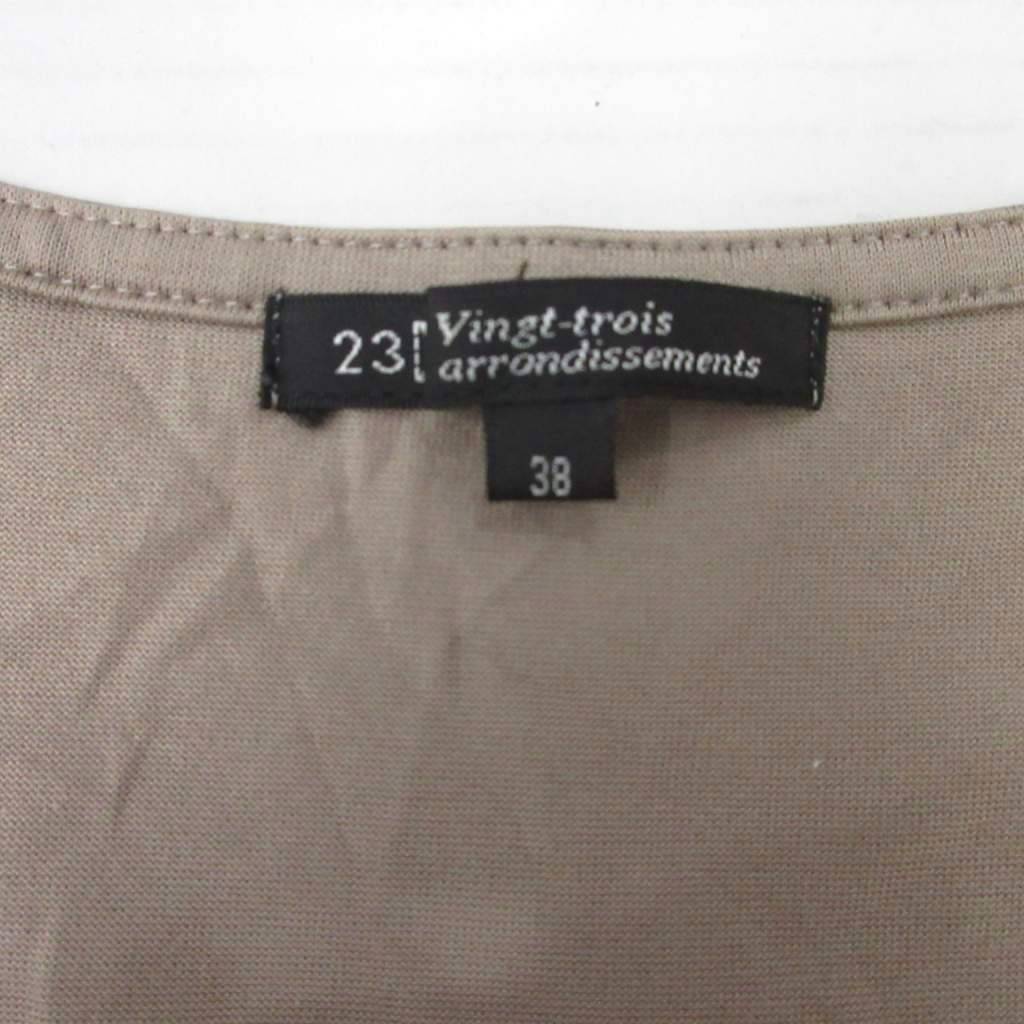 23
Vingt-trois
arrondissements
38